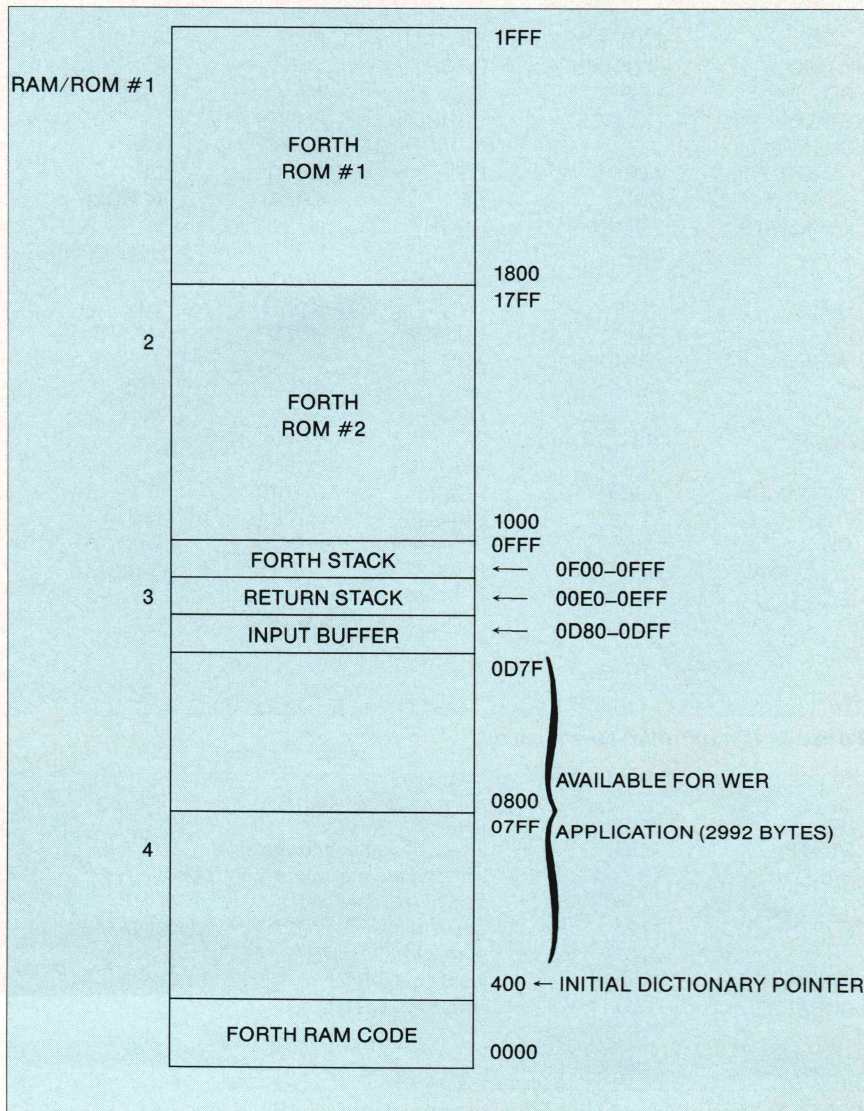 1FFF
RAM/ROM #1
FORTH
ROM #1
1800
17FF
2
FORTH
ROM #2
1000
0FFF
FORTH STACK
← 0F00–0FFF
3
RETURN STACK
← 00E0–0EFF
INPUT BUFFER
← 0D80–0DFF
0D7F
AVAILABLE FOR WER
0800
07FF
APPLICATION (2992 BYTES)
4
400 ← INITIAL DICTIONARY POINTER
FORTH RAM CODE
0000